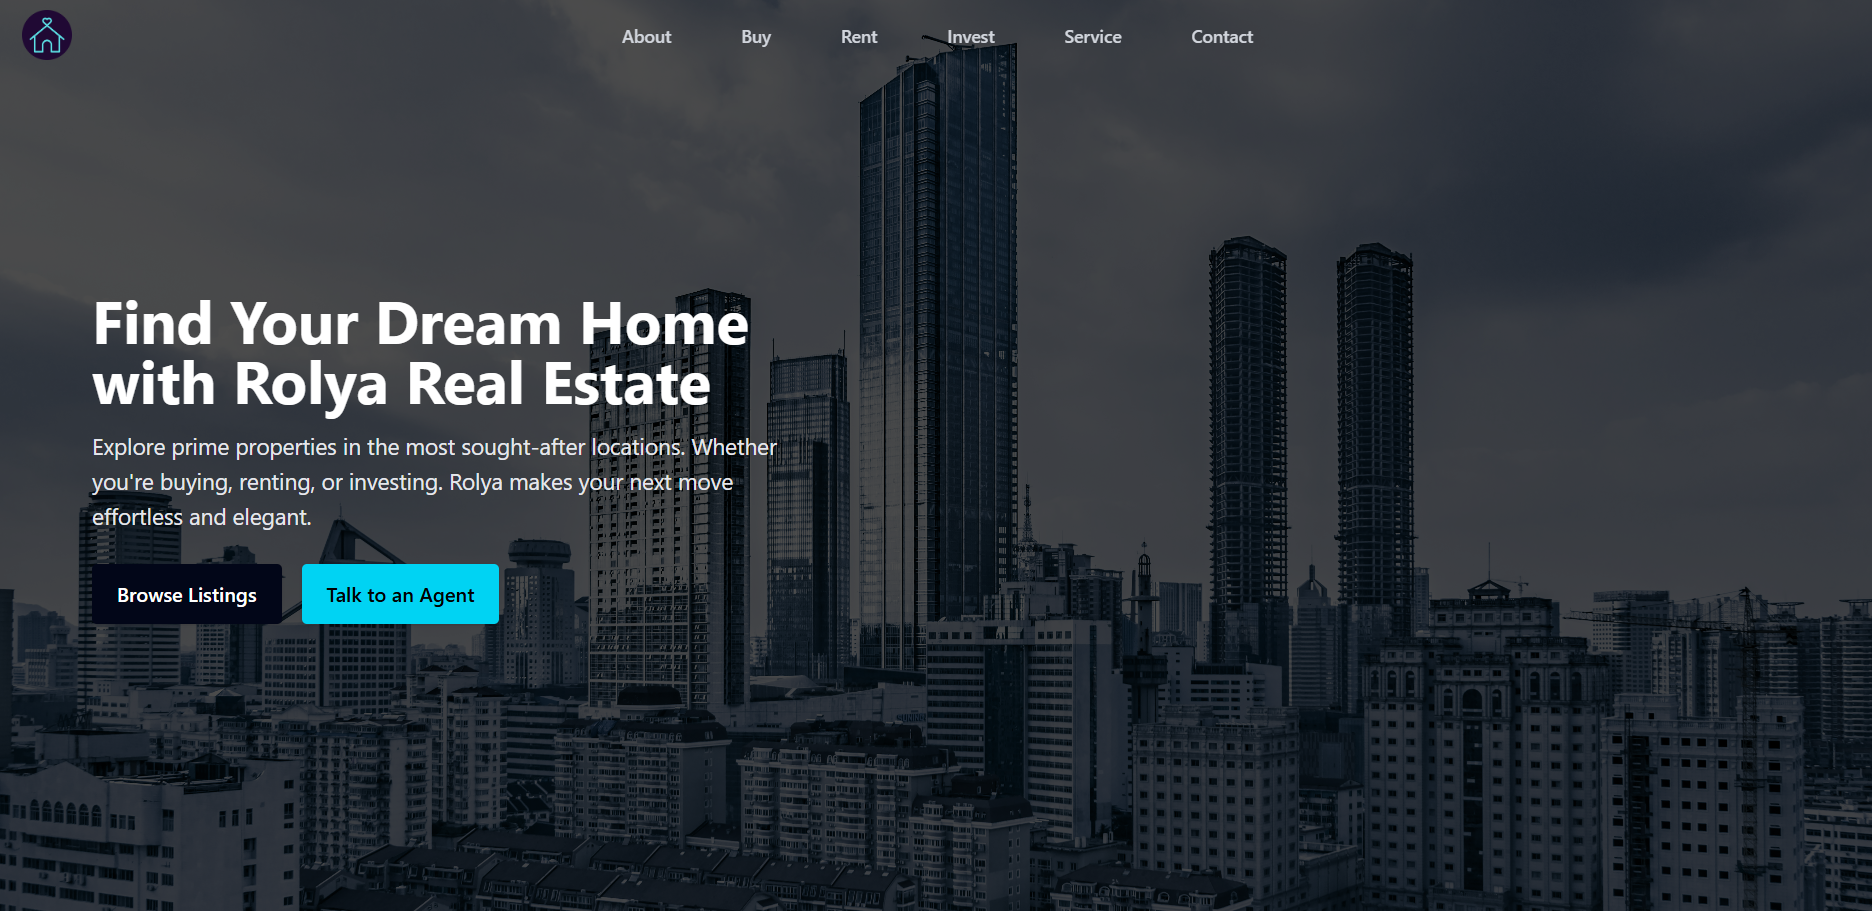 About
Buy
Rent
Invest
Service
Contact
Find Your Dream Home
with Rolya Real Estate
Explore prime properties in the most sought-after locations. Whether
you're buying, renting, or investing. Rolya makes your next move
effortless and elegant.
Browse Listings
Talk to an Agent